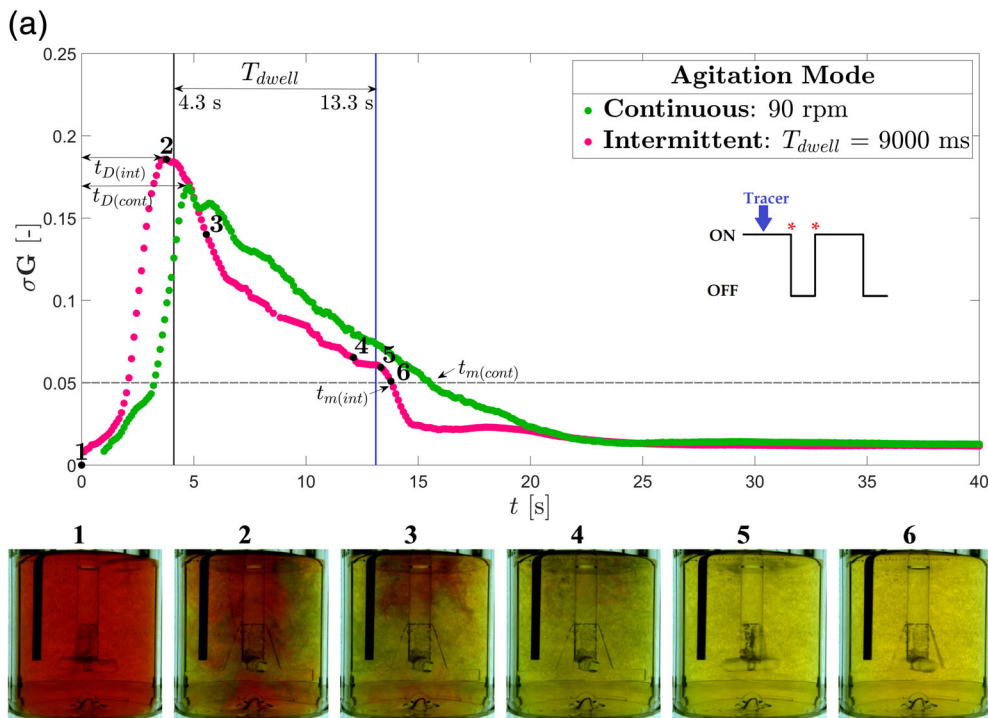 (a)
0.25
0.2
0.15
0.1
0.05
0
σG [-]
T_dwell
4.3 s
13.3 s
Agitation Mode
Continuous: 90 rpm
Intermittent: T_dwell = 9000 ms
t_D(int)
t_D(cont)
1
2
3
4
5
6
t_m(cont)
t_m(int)
Tracer
* *
ON
OFF
0 5 10 15 20 25 30 35 40
t [s]
1 2 3 4 5 6